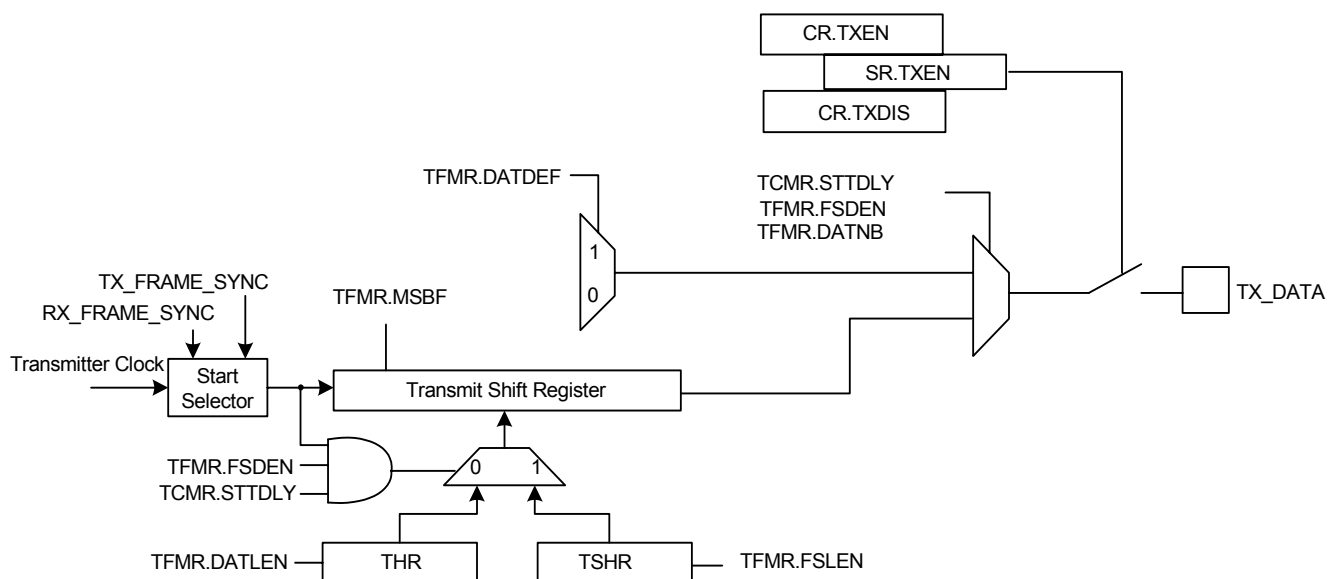 CR.TXEN
SR.TXEN
CR.TXDIS
TFMR.DATDEF
TCMR.STTDLY
TFMR.FSDEN
TFMR.DATNB
1
0
TX_FRAME_SYNC
RX_FRAME_SYNC
TFMR.MSBF
TX_DATA
Transmitter Clock
Start
Selector
Transmit Shift Register
TFMR.FSDEN
TCMR.STTDLY
0 1
TFMR.DATLEN
THR
TSHR
TFMR.FSLEN